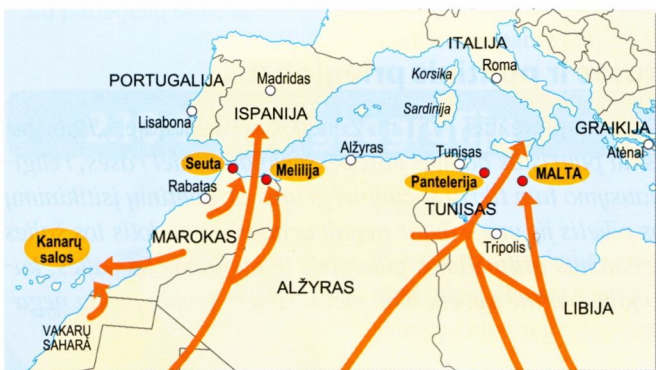 ITALIJA
Korsika
Roma
PORTUGALIJA
Madridas
Sardinija
Lisabona
ISPANIJA
GRAIKIJA
Alžyras
Tunisas
Atėnai
Seuta
Melilija
Pantelerija
MALTA
Rabatas
TUNISAS
Kanarų
salos
MAROKAS
Tripolis
ALŽYRAS
LIBIJA
VAKARŲ
SAHARA